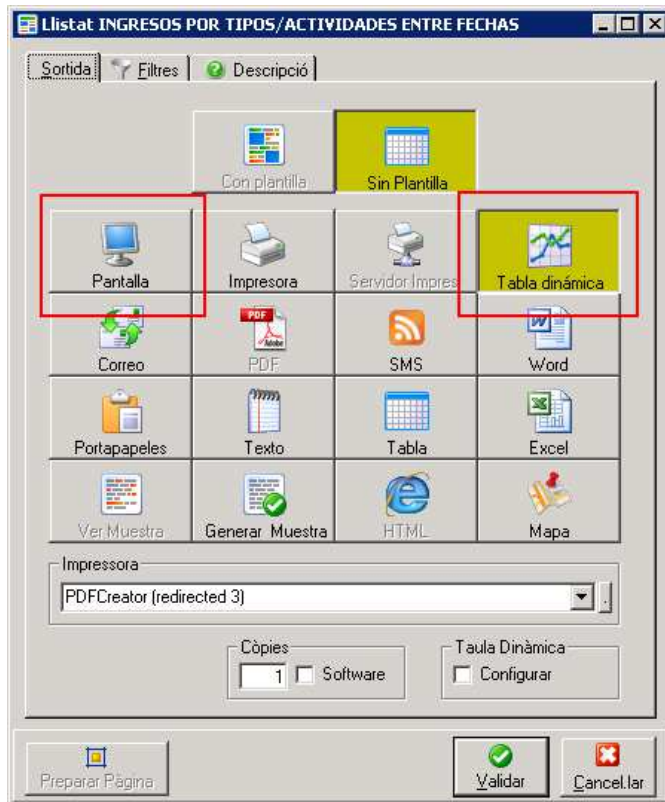 Llistat INGRESOS POR TIPOS/ACTIVIDADES ENTRE FECHAS
Sortida Filtres Descripció
Con plantilla Sin Plantilla
Pantalla Impresora Servidor Impres Tabla dinámica
PDF Adobe
Correo PDF SMS Word
Portapapeles Texto Tabla Excel
Ver Muestra Generar Muestra HTML Mapa
Impressora
PDFCreator (redirected 3) .
Còpies Taula Dinàmica
1 Software Configurar
Preparar Pàgina Validar Cancel.lar